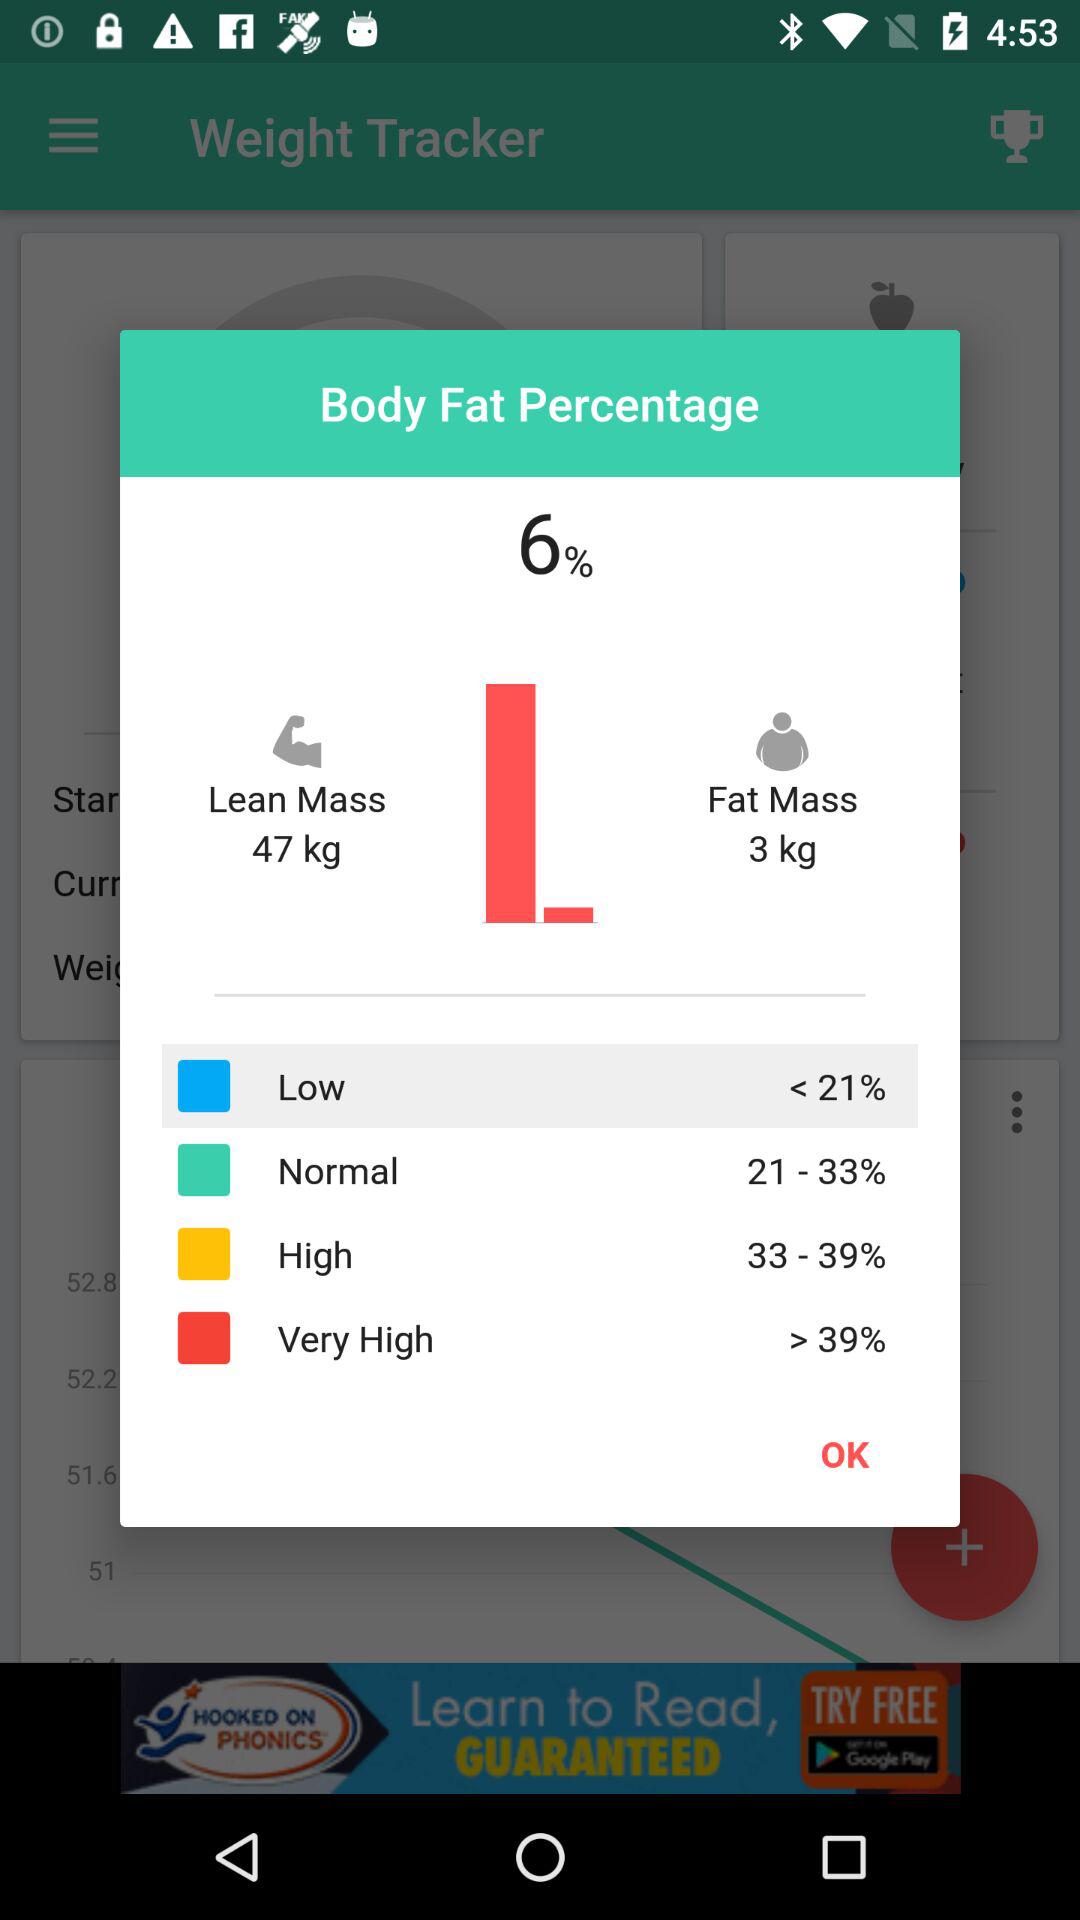 FAKE
4:53
Weight Tracker
Body Fat Percentage
6%
Lean Mass
47 kg
Fat Mass
3 kg
Star
Curr
Weig
Low < 21%
Normal 21 - 33%
High 33 - 39%
Very High > 39%
OK
52.8
52.2
51.6
51
HOOKED ON
PHONICS
Learn to Read,
GUARANTEED
TRY FREE
GET IT ON
Google Play